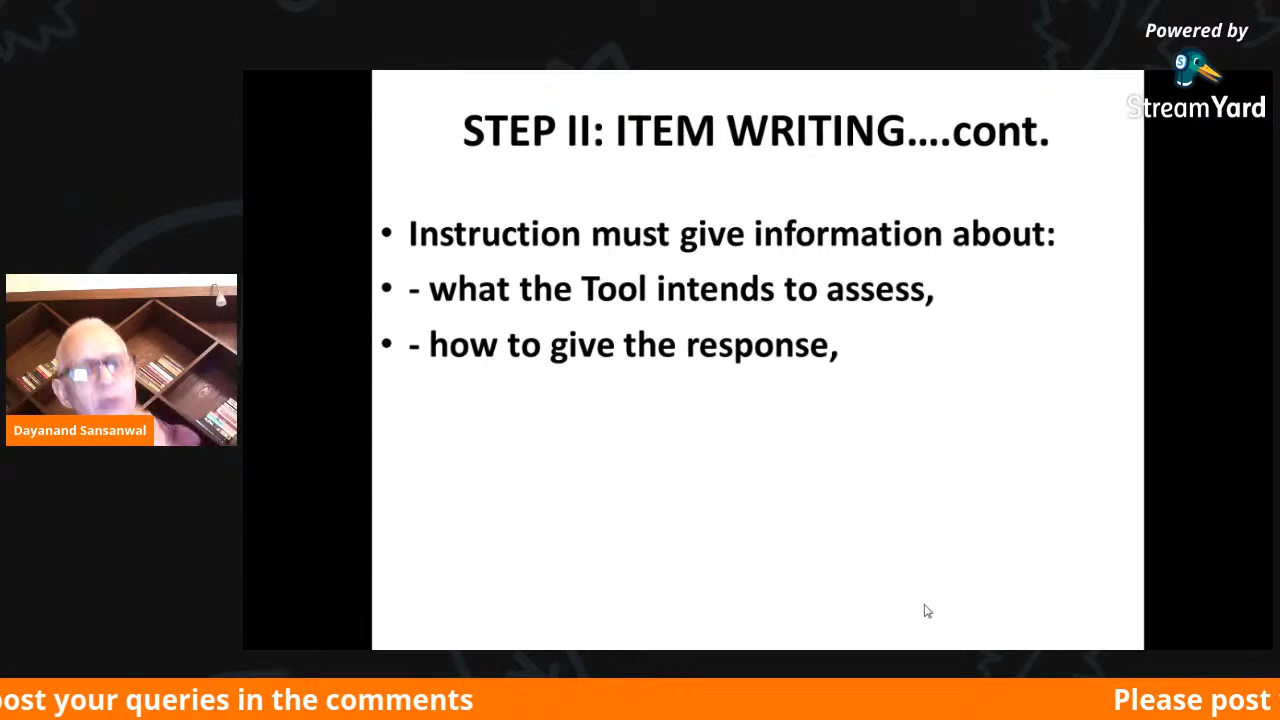 Powered by
StreamYard
STEP II: ITEM WRITING....cont.
• Instruction must give information about:
• - what the Tool intends to assess,
• - how to give the response,
Dayanand Sansanwal
ost your queries in the comments
Please post